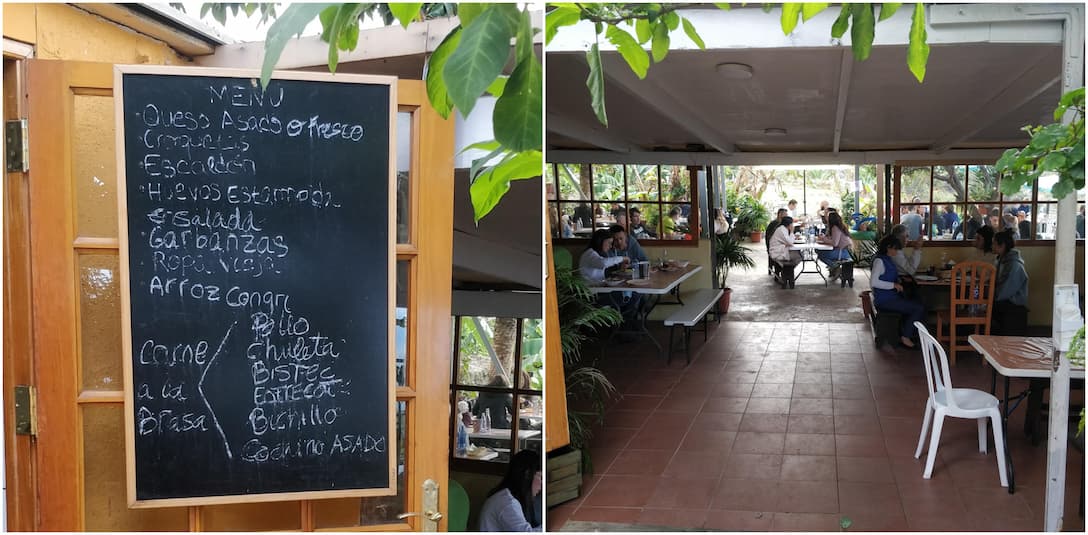 MENU
· Queso Asado o fresco
· Croquetas
· Escaldón
· Huevos Estampida
· Ensalada
· Garbanzas
· Ropa Vieja
· Arroz Congri
Carne a la Brasa
Pollo
Chuleta
BISTEC
ENTRECOT
Bichillo
Cochino ASADO